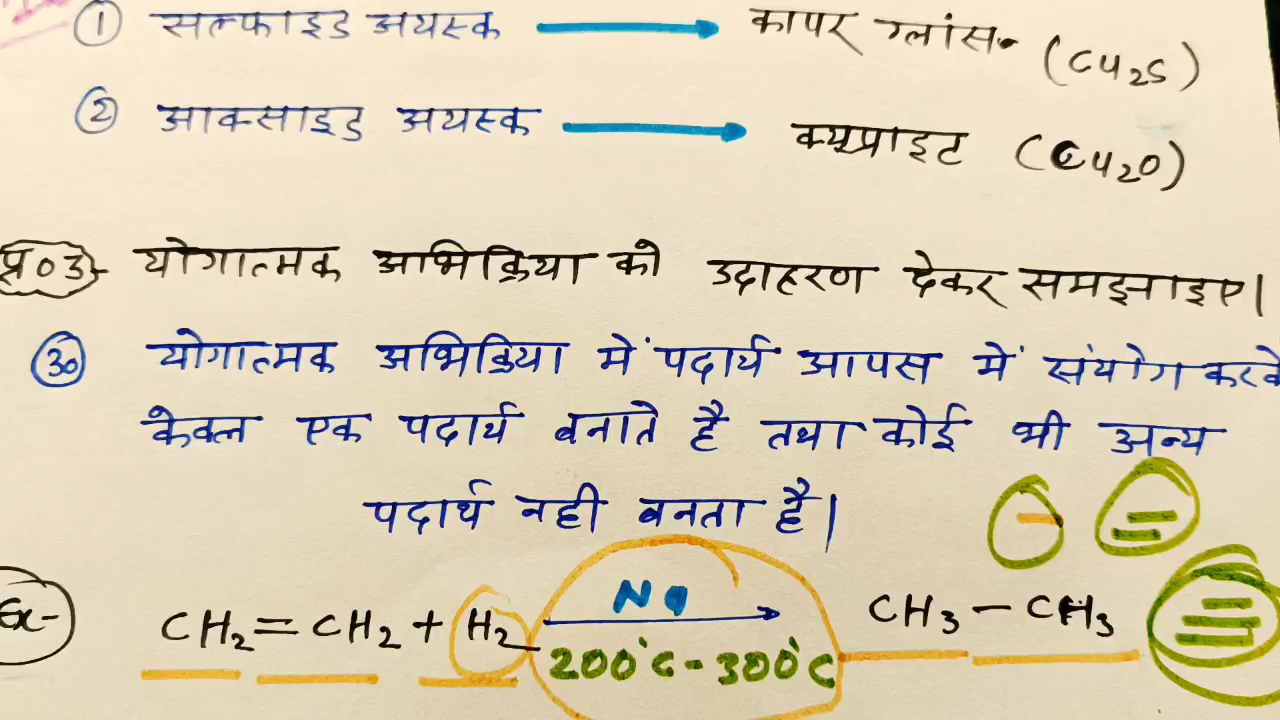 ① सल्फाइड अयस्क → कापर ग्लांस. (Cu₂S)
② आक्साइड अयस्क → क्यूप्राइट (Cu₂O)
प्र०3- योगात्मक अभिक्रिया को उदाहरण देकर समझाइए।
उ० योगात्मक अभिक्रिया में पदार्थ आपस में संयोग करके
केवल एक पदार्थ बनाते है तथा कोई भी अन्य
पदार्थ नही बनता है।
Ex- CH₂=CH₂ + H₂ → CH₃-CH₃
200°C-300°C